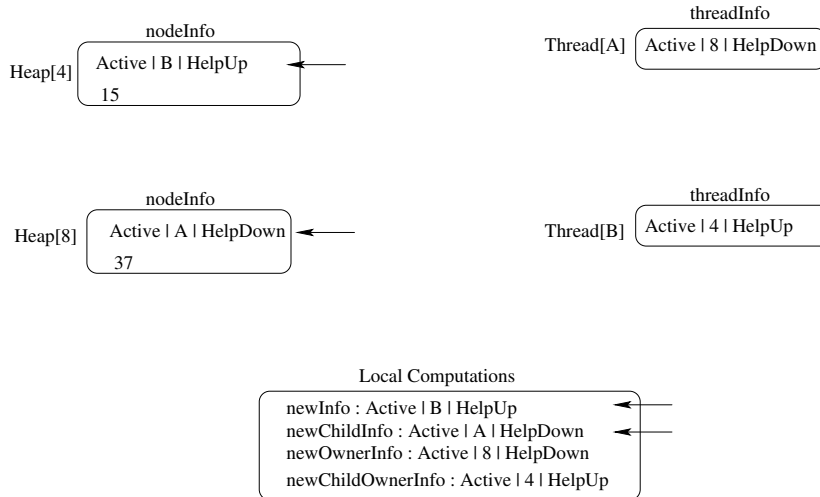 nodeInfo
Heap[4]
Active | B | HelpUp
15
threadInfo
Thread[A]
Active | 8 | HelpDown
nodeInfo
Heap[8]
Active | A | HelpDown
37
threadInfo
Thread[B]
Active | 4 | HelpUp
Local Computations
newInfo : Active | B | HelpUp
newChildInfo : Active | A | HelpDown
newOwnerInfo : Active | 8 | HelpDown
newChildOwnerInfo : Active | 4 | HelpUp